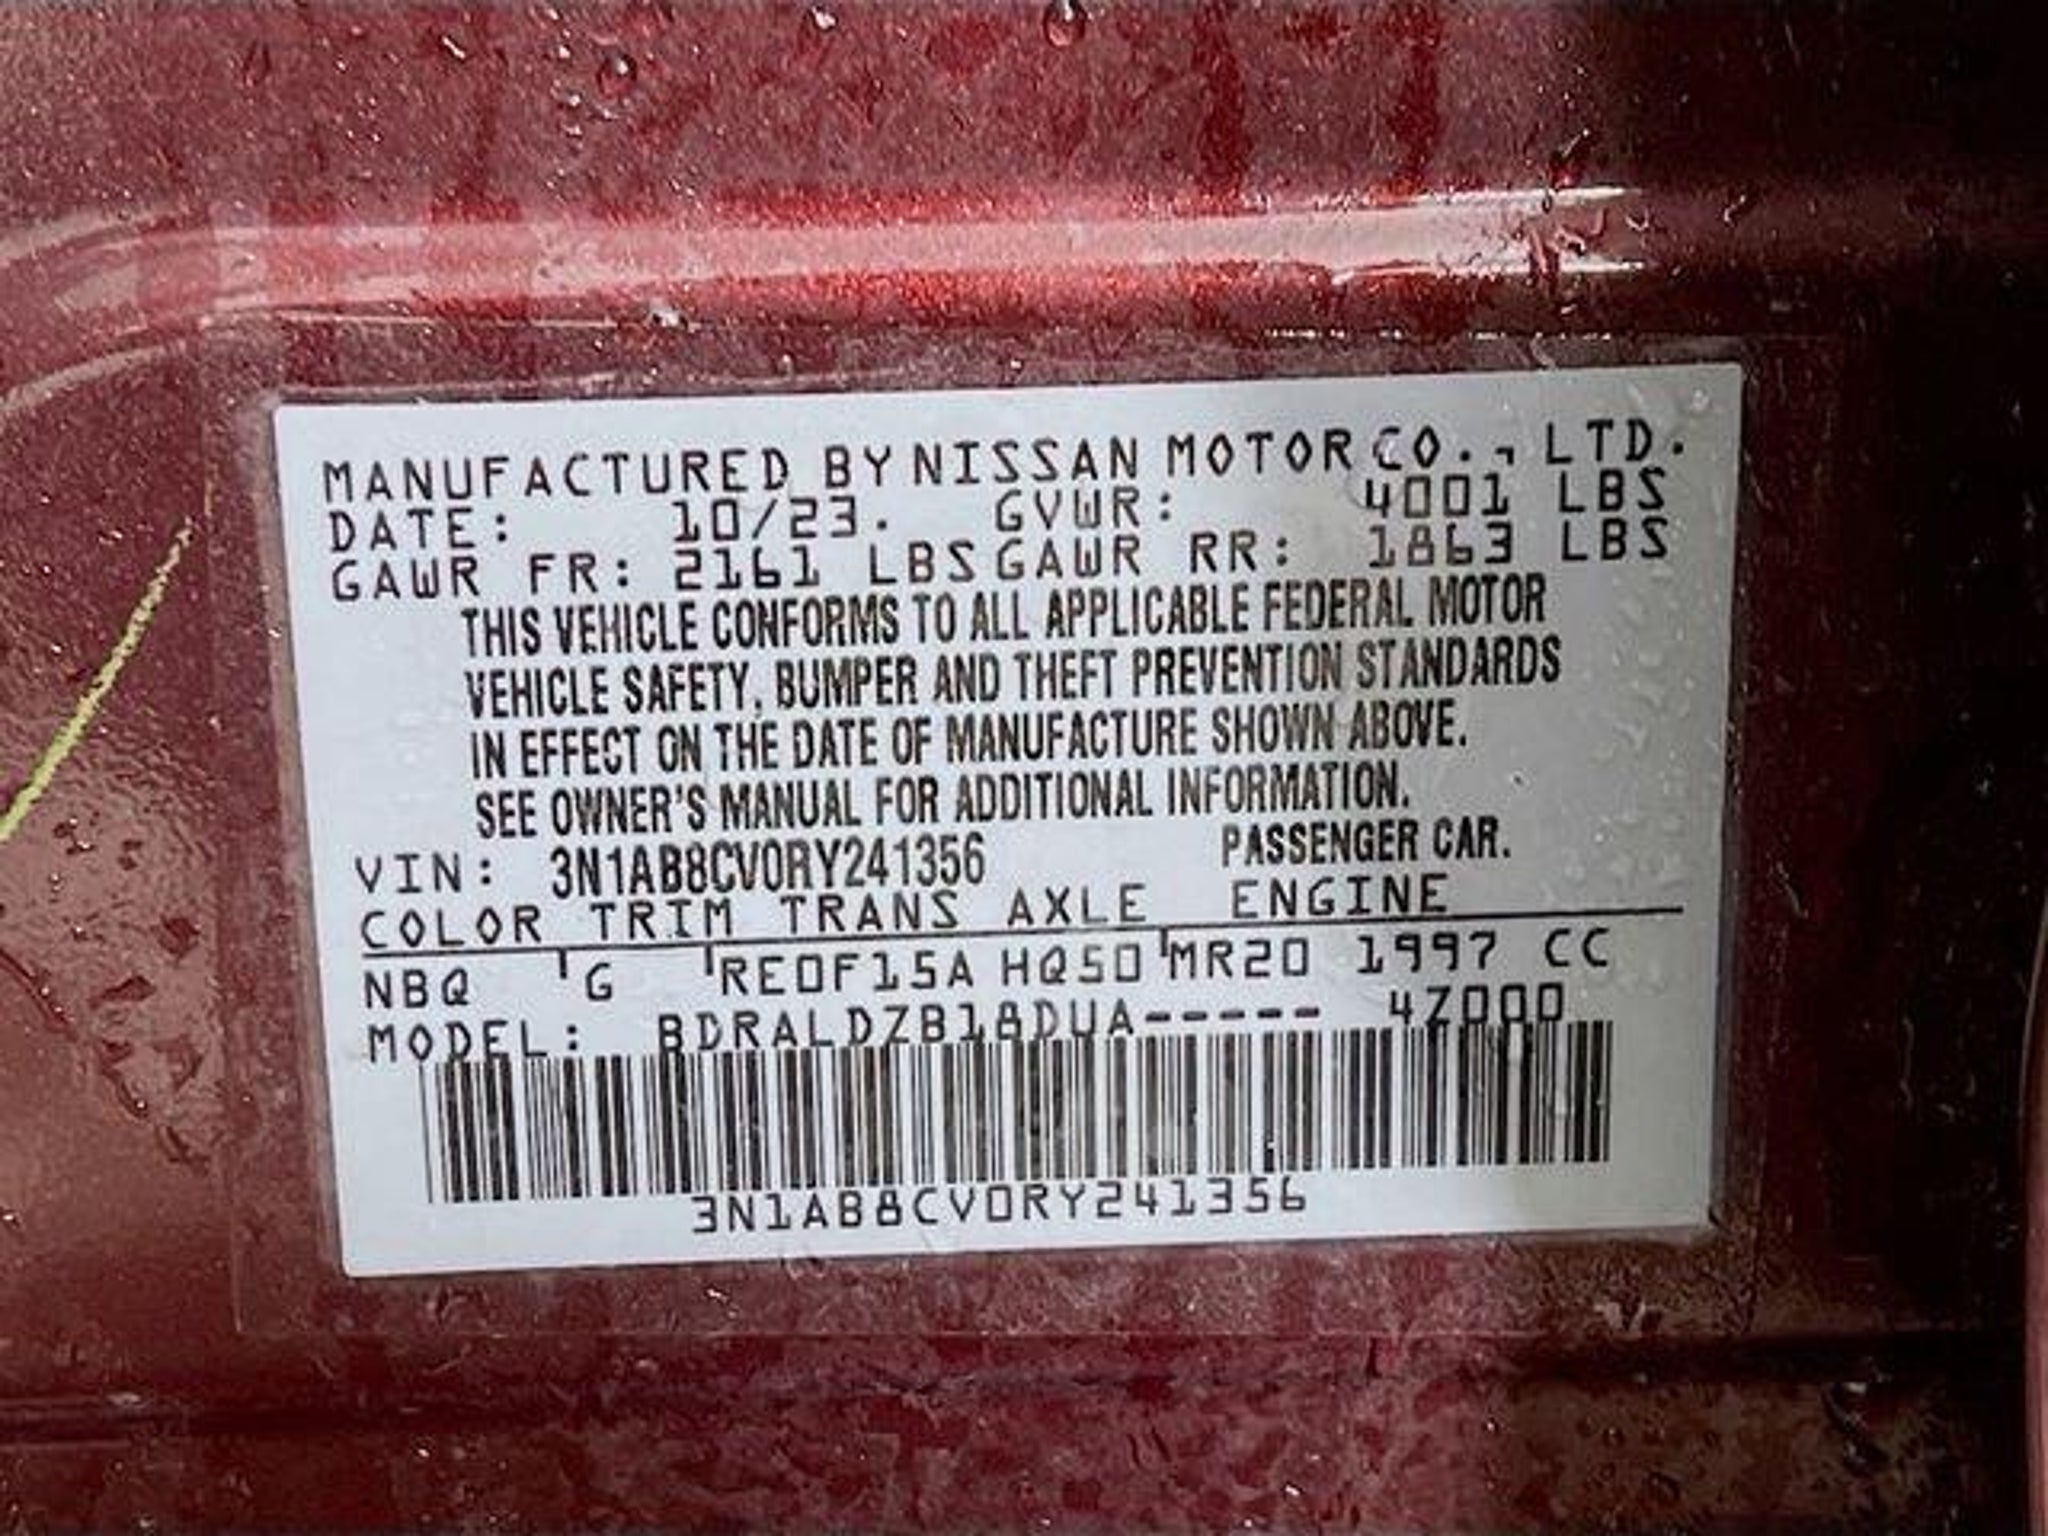 MANUFACTURED BY NISSAN MOTOR CO., LTD.
DATE: 10/23. GVWR: 4001 LBS
GAWR FR: 2161 LBS GAWR RR: 1863 LBS
THIS VEHICLE CONFORMS TO ALL APPLICABLE FEDERAL MOTOR
VEHICLE SAFETY, BUMPER AND THEFT PREVENTION STANDARDS
IN EFFECT ON THE DATE OF MANUFACTURE SHOWN ABOVE.
SEE OWNER'S MANUAL FOR ADDITIONAL INFORMATION.
VIN: 3N1AB8CV0RY241356 PASSENGER CAR.
COLOR TRIM TRANS AXLE ENGINE
NBQ G RE0F15A HQ50 MR20 1997 CC
MODEL: BDRALDZB18DUA----- 4Z000
3N1AB8CV0RY241356